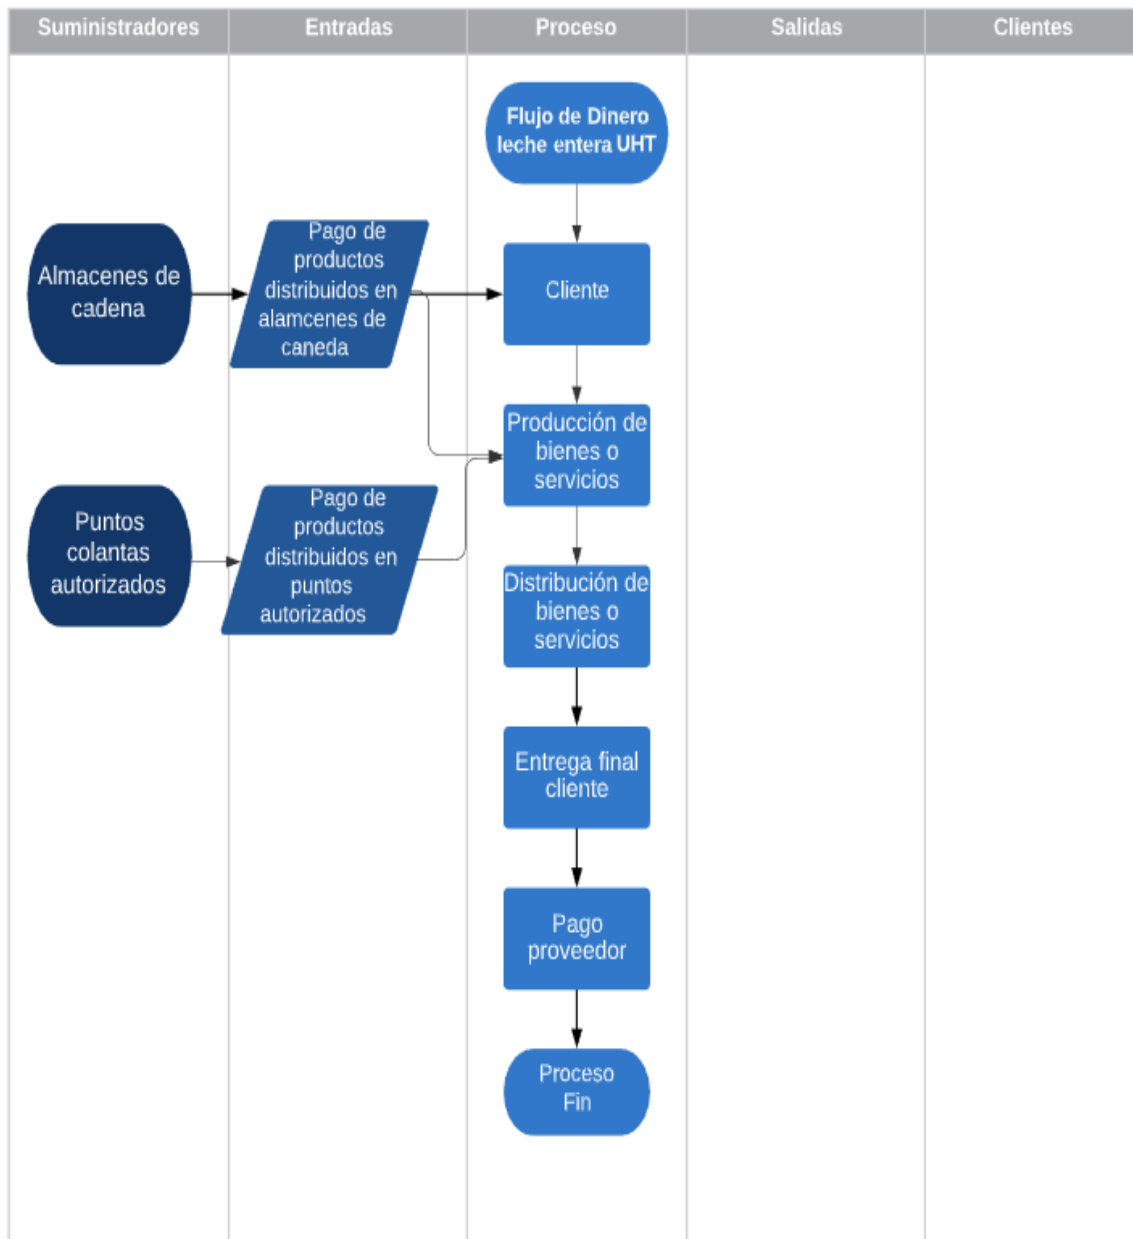 Suministradores
Entradas
Proceso
Salidas
Clientes
Flujo de Dinero
leche entera UHT
Almacenes de
cadena
Pago de
productos
distribuidos en
alamcenes de
caneda
Cliente
Producción de
bienes o
servicios
Puntos
colantas
autorizados
Pago de
productos
distribuidos en
puntos
autorizados
Distribución de
bienes o
servicios
Entrega final
cliente
Pago
proveedor
Proceso
Fin